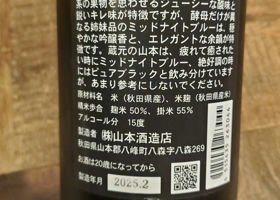 系の果物を思わせるジューシーな酸味と
鋭いキレ味が特徴ですが、酵母だけが異
なる姉妹品のミッドナイトブルーは、軽
やかな吟醸香と、エレガントな余韻が特徴
です。蔵元の山本は、疲れて癒された
い時にミッドナイトブルー、絶好調の時
にはピュアブラックと飲み分けています
が、あまり参考にしないでください。
原材料名 米（秋田県産）、米麹（秋田県産）
精米歩合 麹米 50％、掛米 55％
アルコール分 15度
製造者 ㈱山本酒造店
秋田県山本郡八峰町八森字八森269
お酒は20歳になってから
製造年月 2025.2